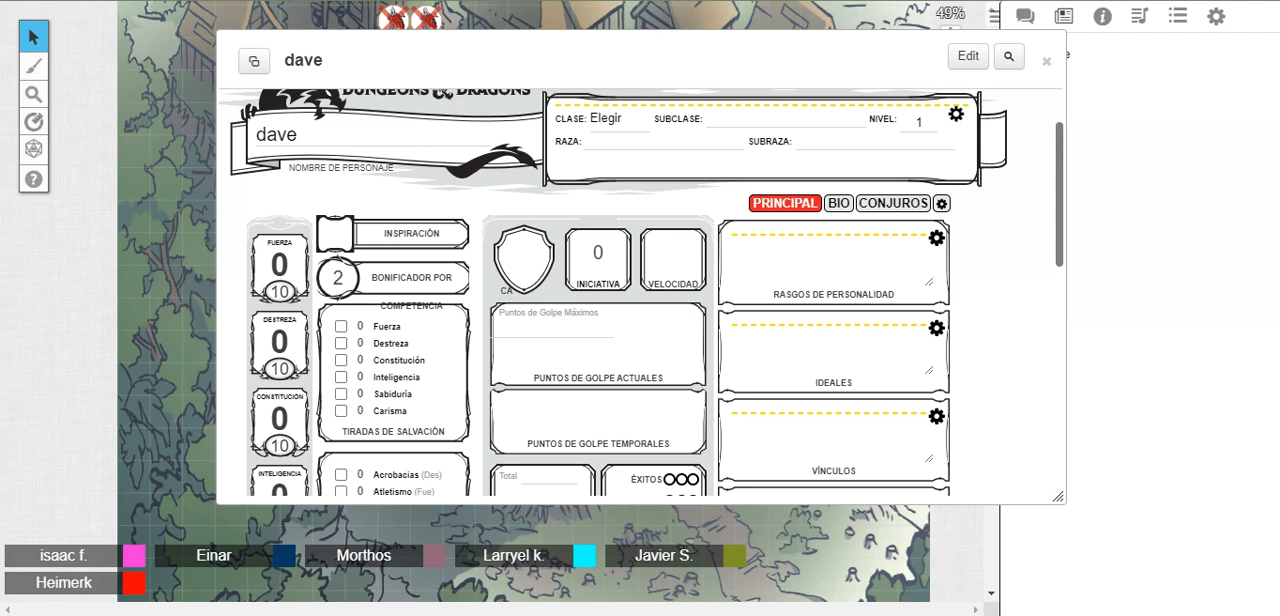 49%
dave
Edit
×
DUNGEONS & DRAGONS
dave
NOMBRE DE PERSONAJE
CLASE: Elegir SUBCLASE: NIVEL: 1
RAZA: SUBRAZA:
PRINCIPAL BIO CONJUROS
FUERZA
0
10
DESTREZA
0
10
CONSTITUCIÓN
0
10
INTELIGENCIA
0
INSPIRACIÓN
2 BONIFICADOR POR
COMPETENCIA
0 Fuerza
0 Destreza
0 Constitución
0 Inteligencia
0 Sabiduría
0 Carisma
TIRADAS DE SALVACIÓN
0 Acrobacias (Des)
0 Atletismo (Fue)
CA
0
INICIATIVA
VELOCIDAD
Puntos de Golpe Máximos
PUNTOS DE GOLPE ACTUALES
PUNTOS DE GOLPE TEMPORALES
Total
ÉXITOS
RASGOS DE PERSONALIDAD
IDEALES
VÍNCULOS
isaac f.
Einar
Morthos
Larryel k.
Javier S.
Heimerk